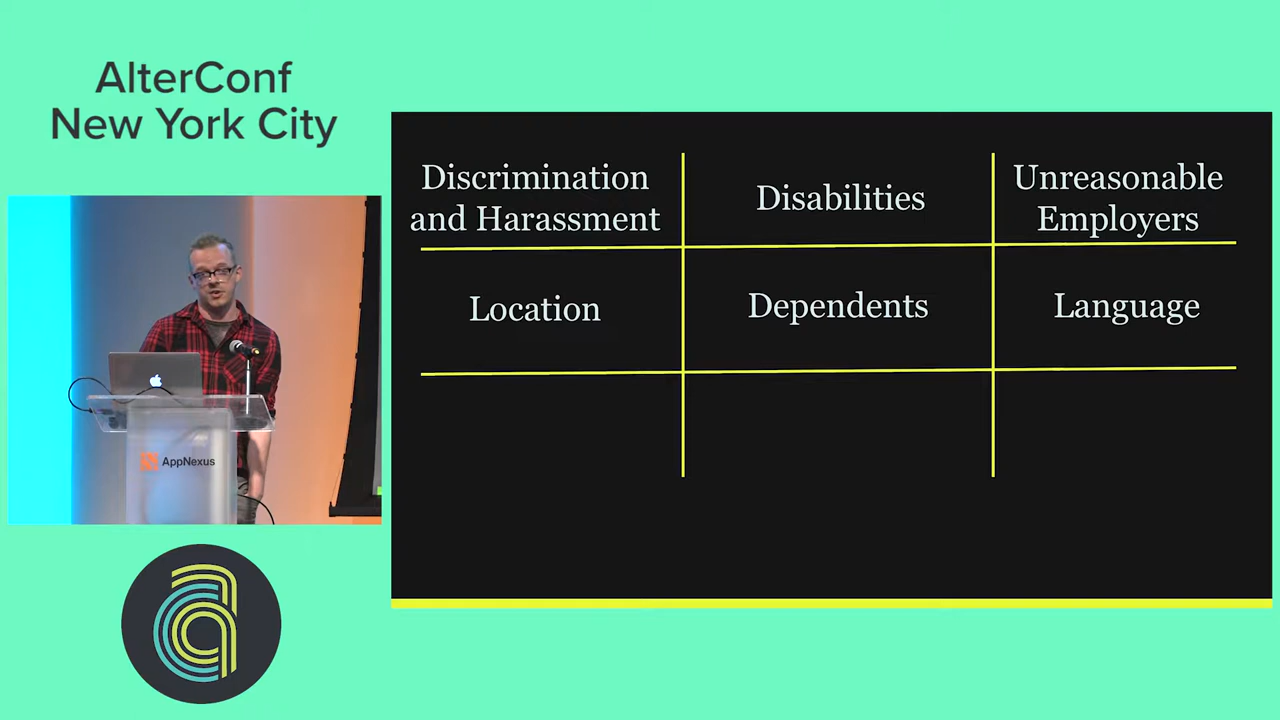 AlterConf
New York City
Discrimination
and Harassment
Disabilities
Unreasonable
Employers
Location
Dependents
Language
AppNexus